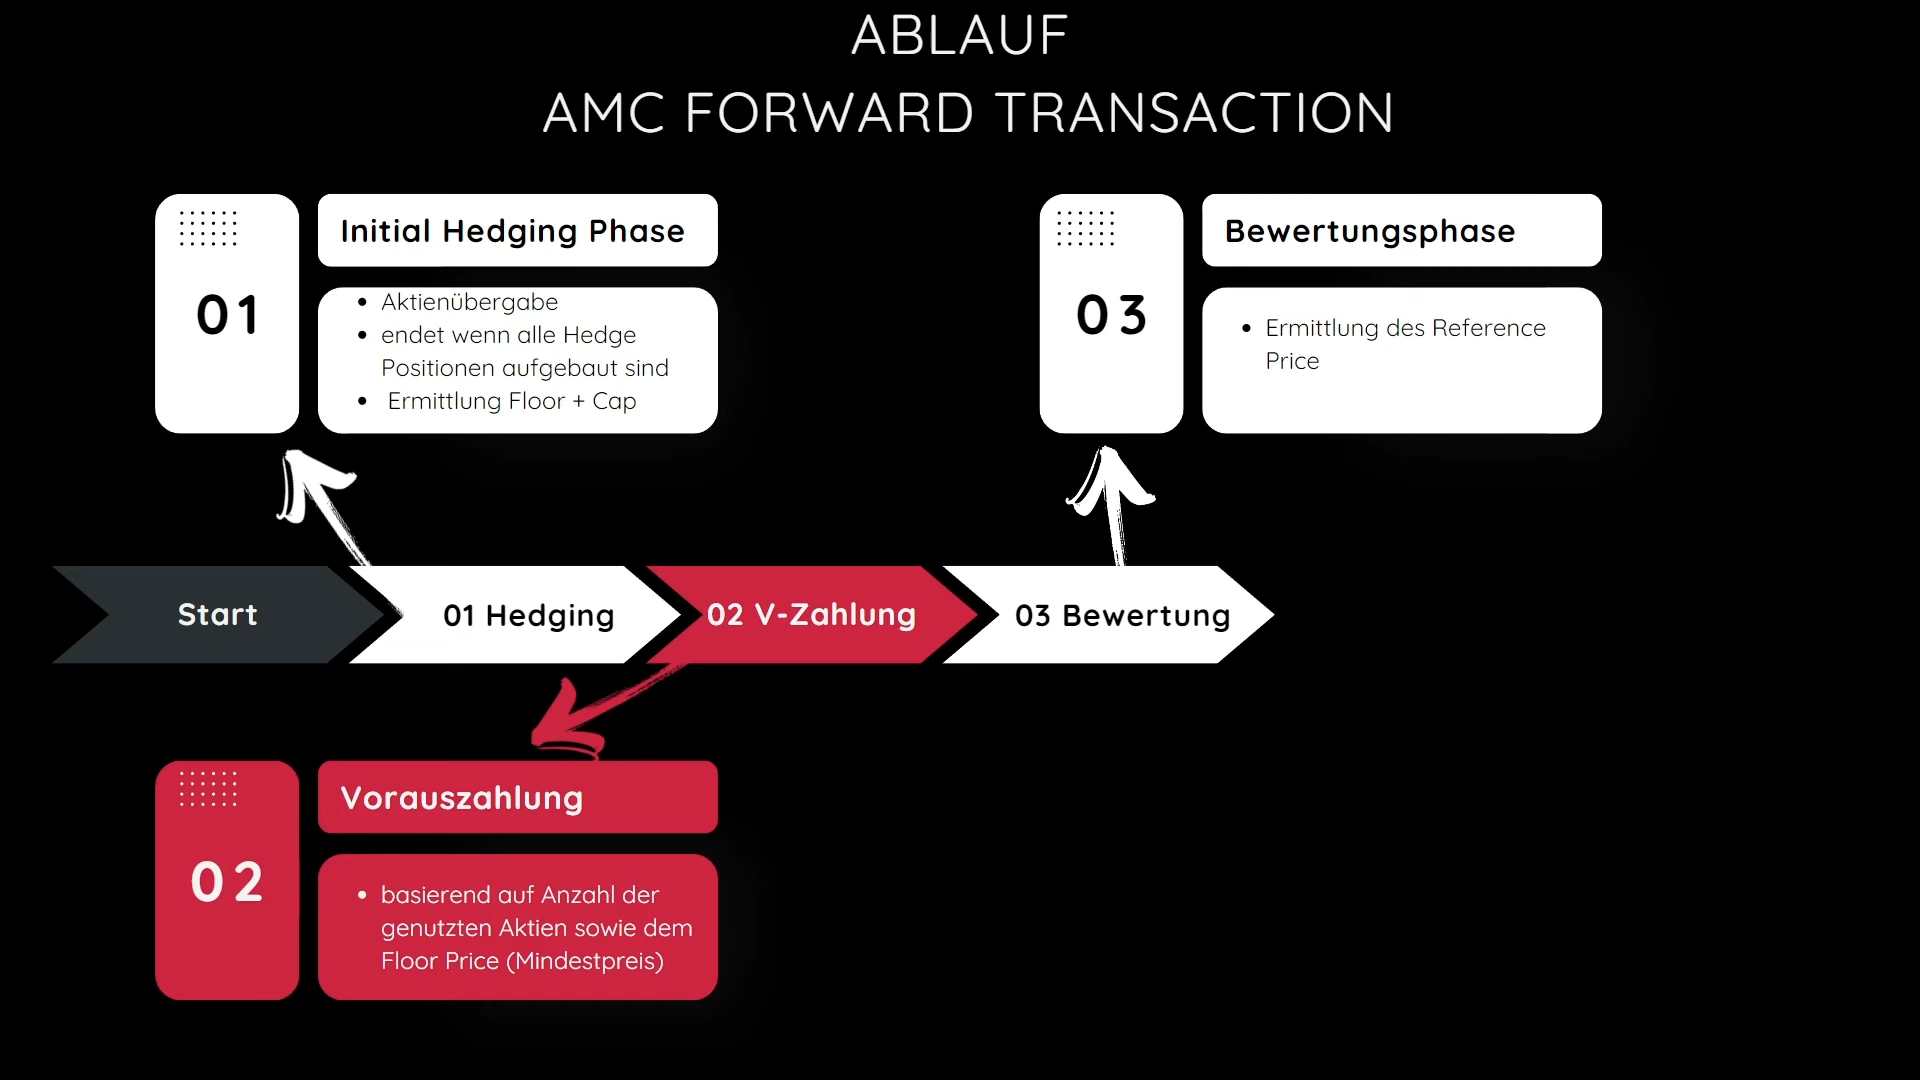 ABLAUF
AMC FORWARD TRANSACTION
01
Initial Hedging Phase
• Aktienübergabe
• endet wenn alle Hedge
Positionen aufgebaut sind
• Ermittlung Floor + Cap
03
Bewertungsphase
• Ermittlung des Reference
Price
Start
01 Hedging
02 V-Zahlung
03 Bewertung
02
Vorauszahlung
• basierend auf Anzahl der
genutzten Aktien sowie dem
Floor Price (Mindestpreis)